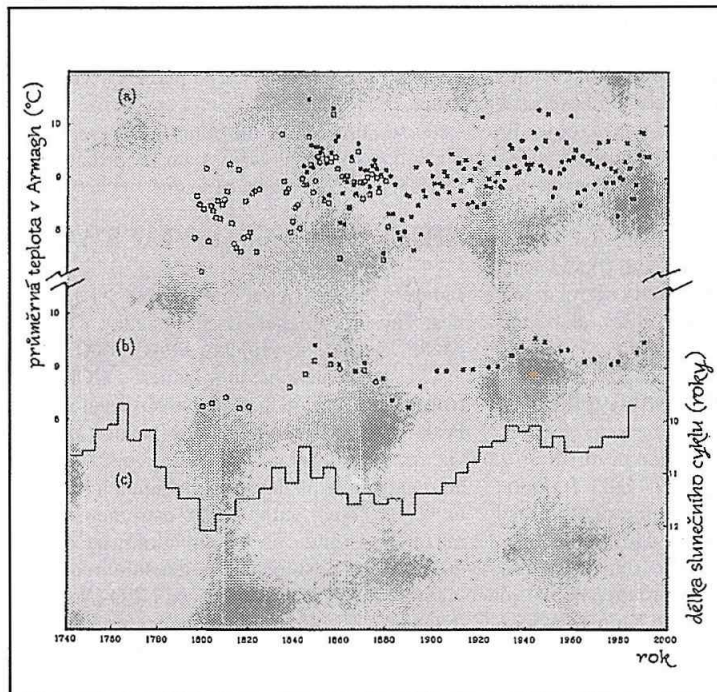 průměrná teplota v Armagh (°C)
(a)
10
9
8
10
(b)
9
8
(c)
10
11
12
délka slunečního cyklu (roky)
1740 1760 1780 1800 1820 1840 1860 1880 1900 1920 1940 1960 1980 2000
rok